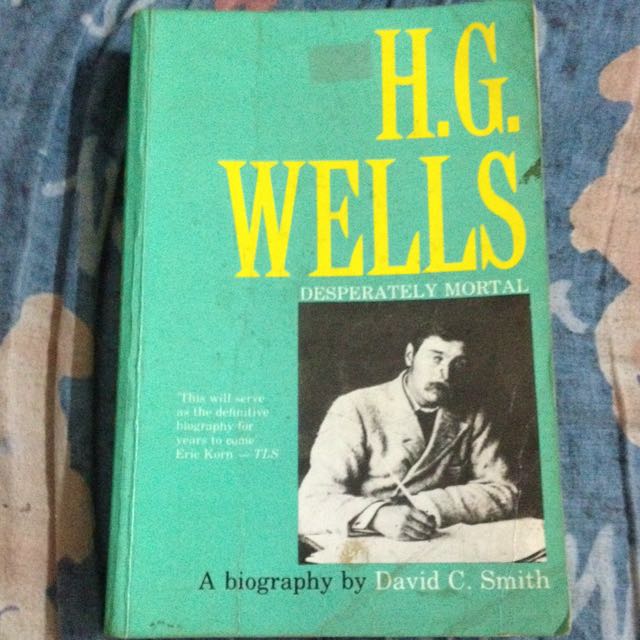 H.G.
WELLS
DESPERATELY MORTAL
'This will serve
as the definitive
biography for
years to come
Eric Korn — TLS
A biography by David C. Smith